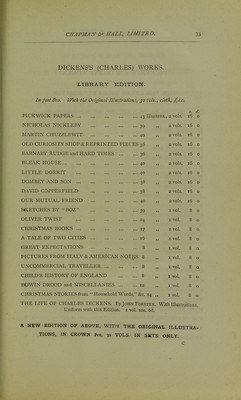 CHAPMAN & HALL, LIMITED. 13
DICKENS'S (CHARLES) WORKS.
LIBRARY EDITION.
In post 8vo. With the Original Illustrations, 30 vols., cloth, £12.
s. d.
PICKWICK PAPERS 43 Illustrns., 2 vols. 16 0
NICHOLAS NICKLEBY 39 ,, 2 vols. 16 0
MARTIN CHUZZLEWIT 40 ,, 2 vols. 16 0
OLD CURIOSITY SHOP & REPRINTED PIECES 36 ,, 2 vols. 16 0
BARNABY RUDGE and HARD TIMES 36 ,, 2 vols. 16 0
BLEAK HOUSE 40 ,, 2 vols. 16 0
LITTLE DORRIT 40 ,, 2 vols. 16 0
DOMBEY AND SON 38 ,, 2 vols. 16 0
DAVID COPPERFIELD 38 ,, 2 vols. 16 0
OUR MUTUAL FRIEND 40 ,, 2 vols. 16 0
SKETCHES BY "BOZ" 39 ,, 1 vol. 8 0
OLIVER TWIST 24 ,, 1 vol. 8 0
CHRISTMAS BOOKS 17 ,, 1 vol. 8 0
A TALE OF TWO CITIES 16 ,, 1 vol. 8 0
GREAT EXPECTATIONS 8 ,, 1 vol. 8 0
PICTURES FROM ITALY & AMERICAN NOTES 8 ,, 1 vol. 8 0
UNCOMMERCIAL TRAVELLER 8 ,, 1 vol. 8 0
CHILD'S HISTORY OF ENGLAND 8 ,, 1 vol. 8 0
EDWIN DROOD and MISCELLANIES 12 ,, 1 vol. 8 0
CHRISTMAS STORIES from "Household Words," &c. 14 ,, 1 vol. 8 0
THE LIFE OF CHARLES DICKENS. By JOHN FORSTER. With Illustrations.
Uniform with this Edition. 1 vol. 10s. 6d.
A NEW EDITION OF ABOVE, WITH THE ORIGINAL ILLUSTRA-
TIONS, IN CROWN 8vo, 30 VOLS. IN SETS ONLY.